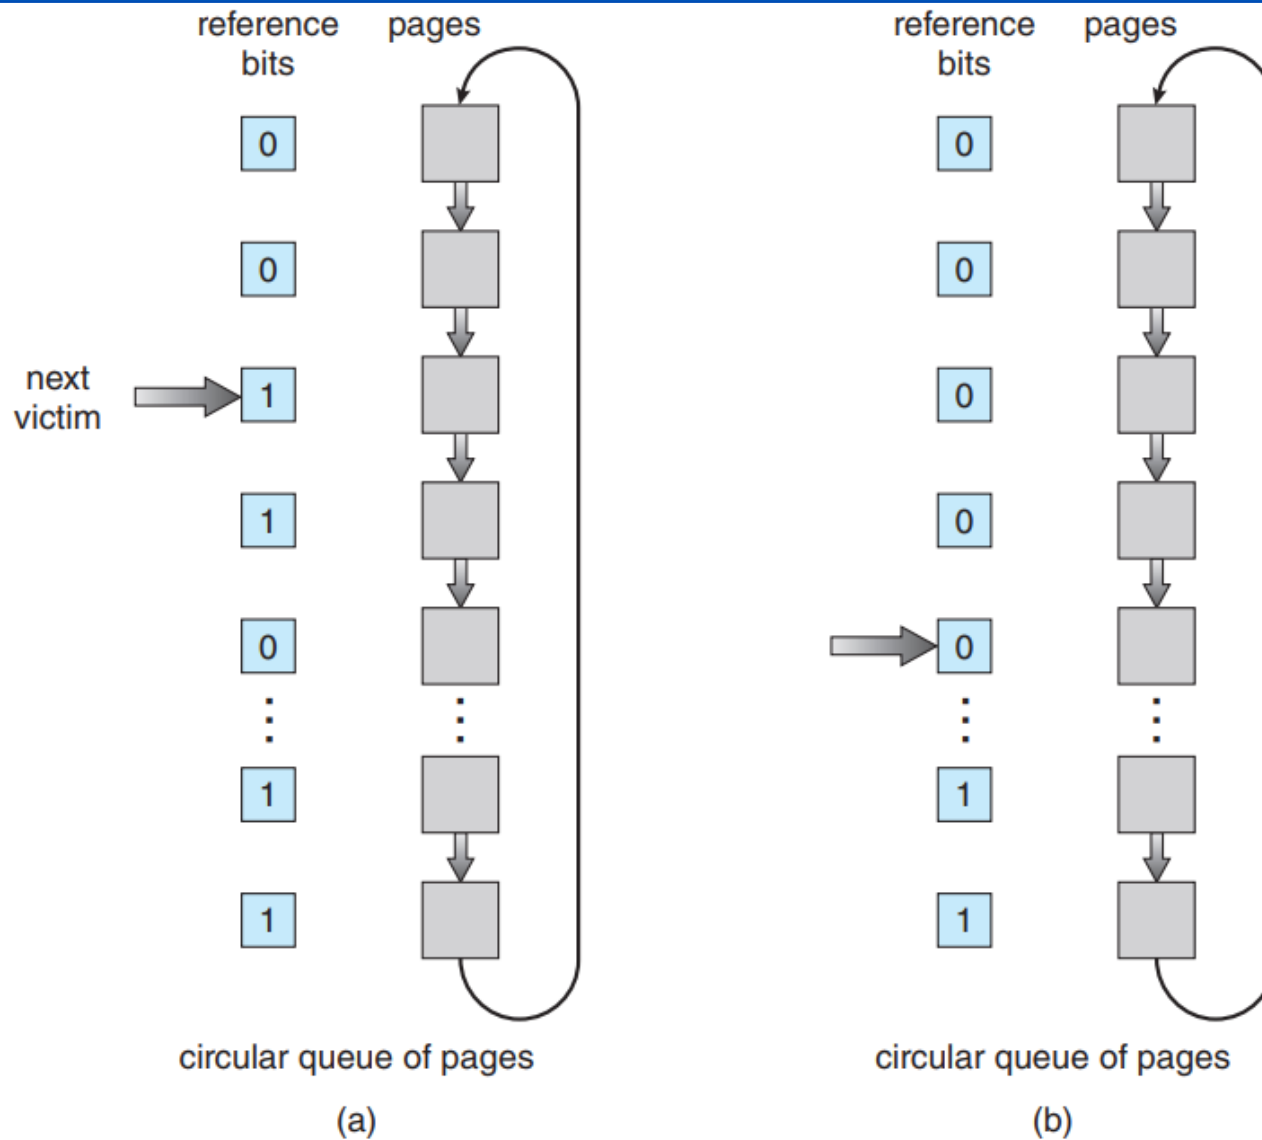 reference pages
bits
0
0
next
victim
1
1
0
1
1
circular queue of pages
(a)
reference pages
bits
0
0
0
0
0
1
1
circular queue of pages
(b)